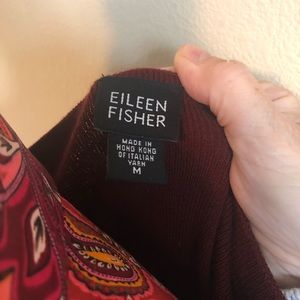 EILEEN
FISHER
MADE IN
HONG KONG
OF ITALIAN
YARN
M